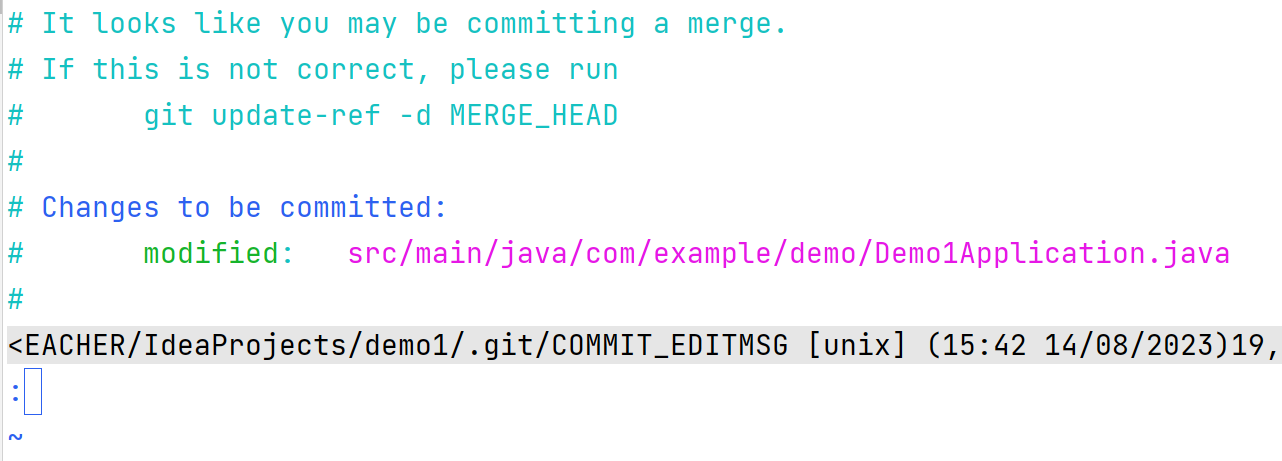 # It looks like you may be committing a merge.
# If this is not correct, please run
#       git update-ref -d MERGE_HEAD
#
# Changes to be committed:
#       modified:   src/main/java/com/example/demo/Demo1Application.java
#
<EACHER/IdeaProjects/demo1/.git/COMMIT_EDITMSG [unix] (15:42 14/08/2023)19,
:
~